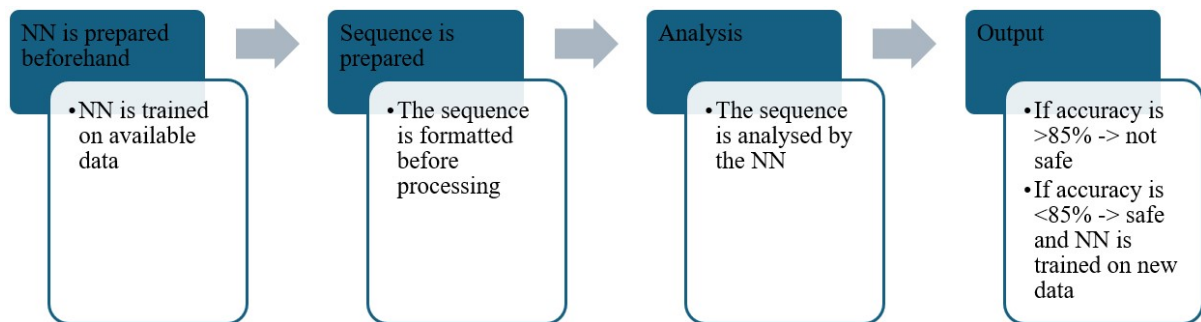 NN is prepared
beforehand
•NN is trained
on available
data
Sequence is
prepared
•The sequence
is formatted
before
processing
Analysis
•The sequence
is analysed by
the NN
Output
•If accuracy is
>85% -> not
safe
•If accuracy is
<85% -> safe
and NN is
trained on new
data